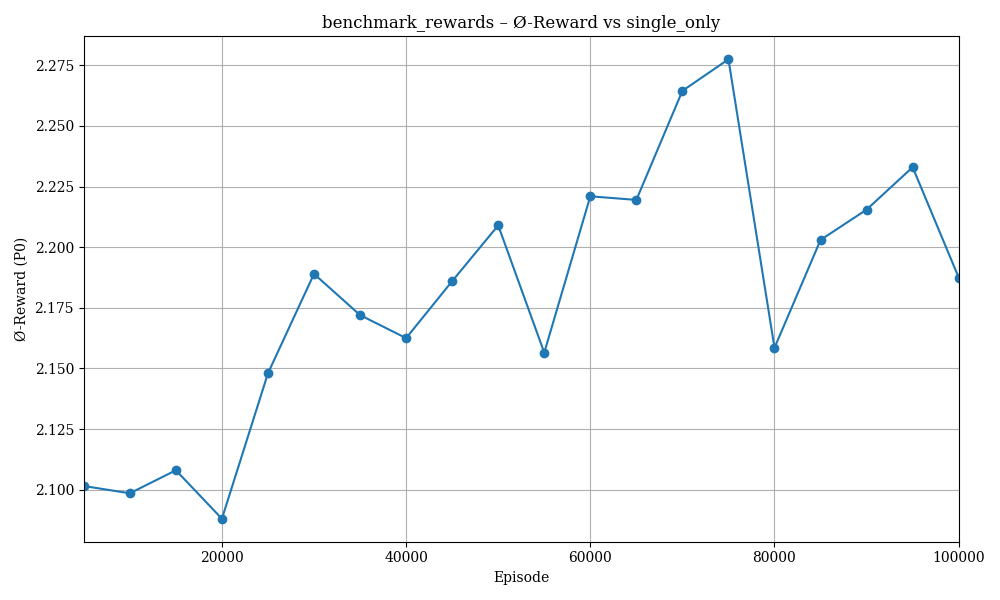 benchmark_rewards – Ø-Reward vs single_only
2.275
2.250
2.225
2.200
2.175
2.150
2.125
2.100
Ø-Reward (P0)
20000 40000 60000 80000 100000
Episode